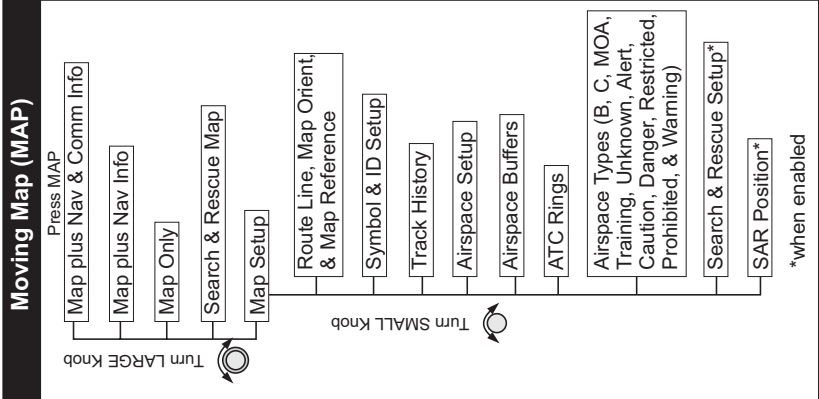 Moving Map (MAP)
Press MAP
Map plus Nav & Comm Info
Map plus Nav Info
Map Only
Search & Rescue Map
Map Setup
Turn LARGE Knob
Route Line, Map Orient,
& Map Reference
Symbol & ID Setup
Track History
Airspace Setup
Airspace Buffers
ATC Rings
Airspace Types (B, C, MOA,
Training, Unknown, Alert,
Caution, Danger, Restricted,
Prohibited, & Warning)
Search & Rescue Setup*
SAR Position*
Turn SMALL Knob
*when enabled